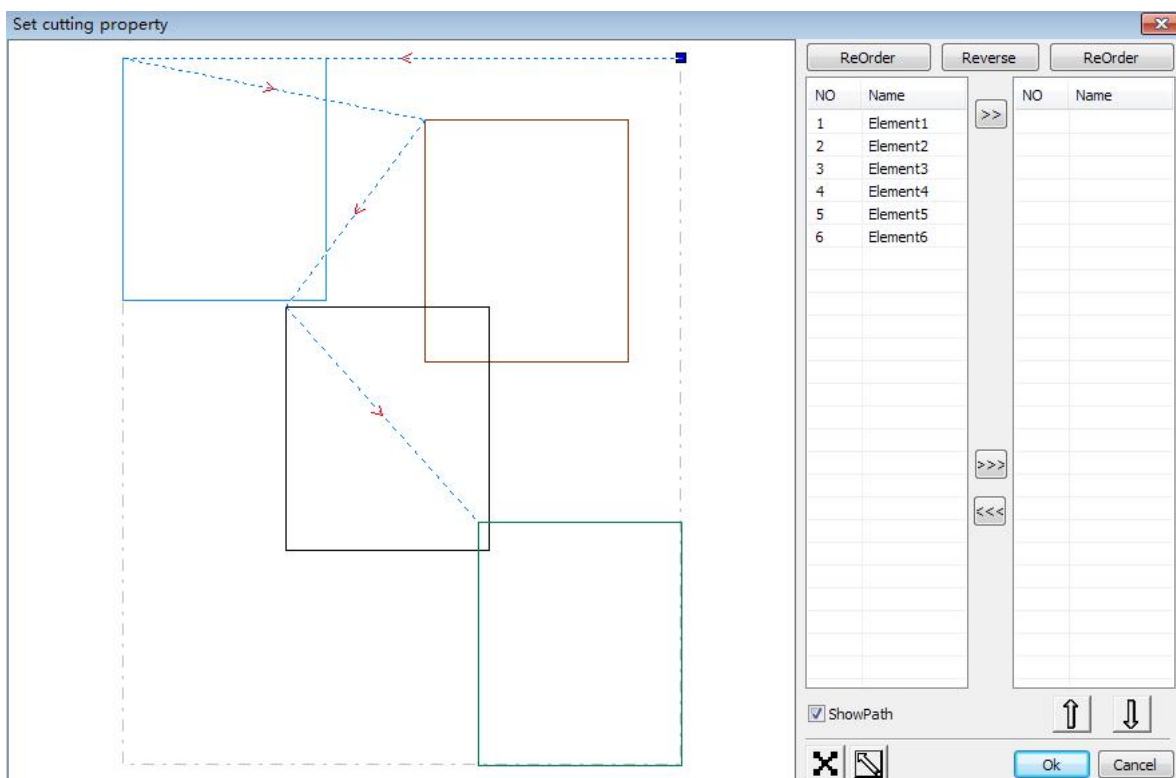 Set cutting property
ReOrder Reverse ReOrder
NO Name NO Name
>>
1 Element1
2 Element2
3 Element3
4 Element4
5 Element5
6 Element6
>>>
<<<
ShowPath
Ok Cancel